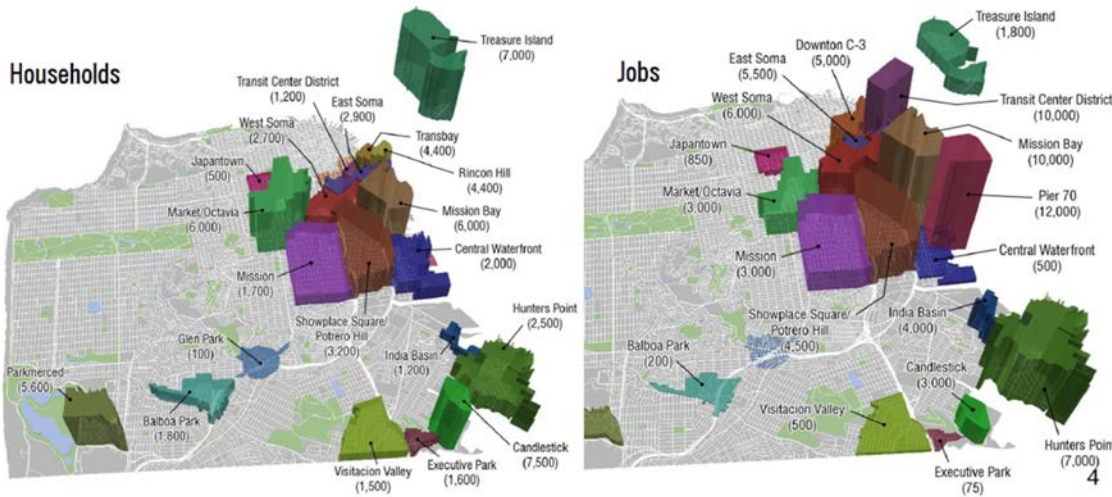 Households
Treasure Island
(7,000)
Transit Center District
(1,200)
East Soma
(2,900)
West Soma
(2,700)
Transbay
(4,400)
Japantown
(500)
Rincon Hill
(4,400)
Market/Octavia
(6,000)
Mission Bay
(6,000)
Central Waterfront
(2,000)
Mission
(1,700)
Showplace Square/
Potrero Hill
(3,200)
Hunters Point
(2,500)
Glen Park
(100)
India Basin
(1,200)
Parkmerced
(5,600)
Balboa Park
(1,800)
Candlestick
(7,500)
Visitacion Valley
(1,500)
Executive Park
(1,600)
Jobs
Treasure Island
(1,800)
Downton C-3
(5,000)
East Soma
(5,500)
West Soma
(6,000)
Transit Center District
(10,000)
Japantown
(850)
Mission Bay
(10,000)
Market/Octavia
(3,000)
Pier 70
(12,000)
Mission
(3,000)
Central Waterfront
(500)
Showplace Square/
Potrero Hill
(4,500)
India Basin
(4,000)
Balboa Park
(200)
Candlestick
(3,000)
Visitacion Valley
(500)
Hunters Point
(7,000)
Executive Park
(75)
4